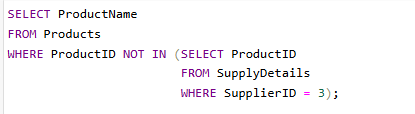 SELECT ProductName
FROM Products
WHERE ProductID NOT IN (SELECT ProductID
FROM SupplyDetails
WHERE SupplierID = 3);